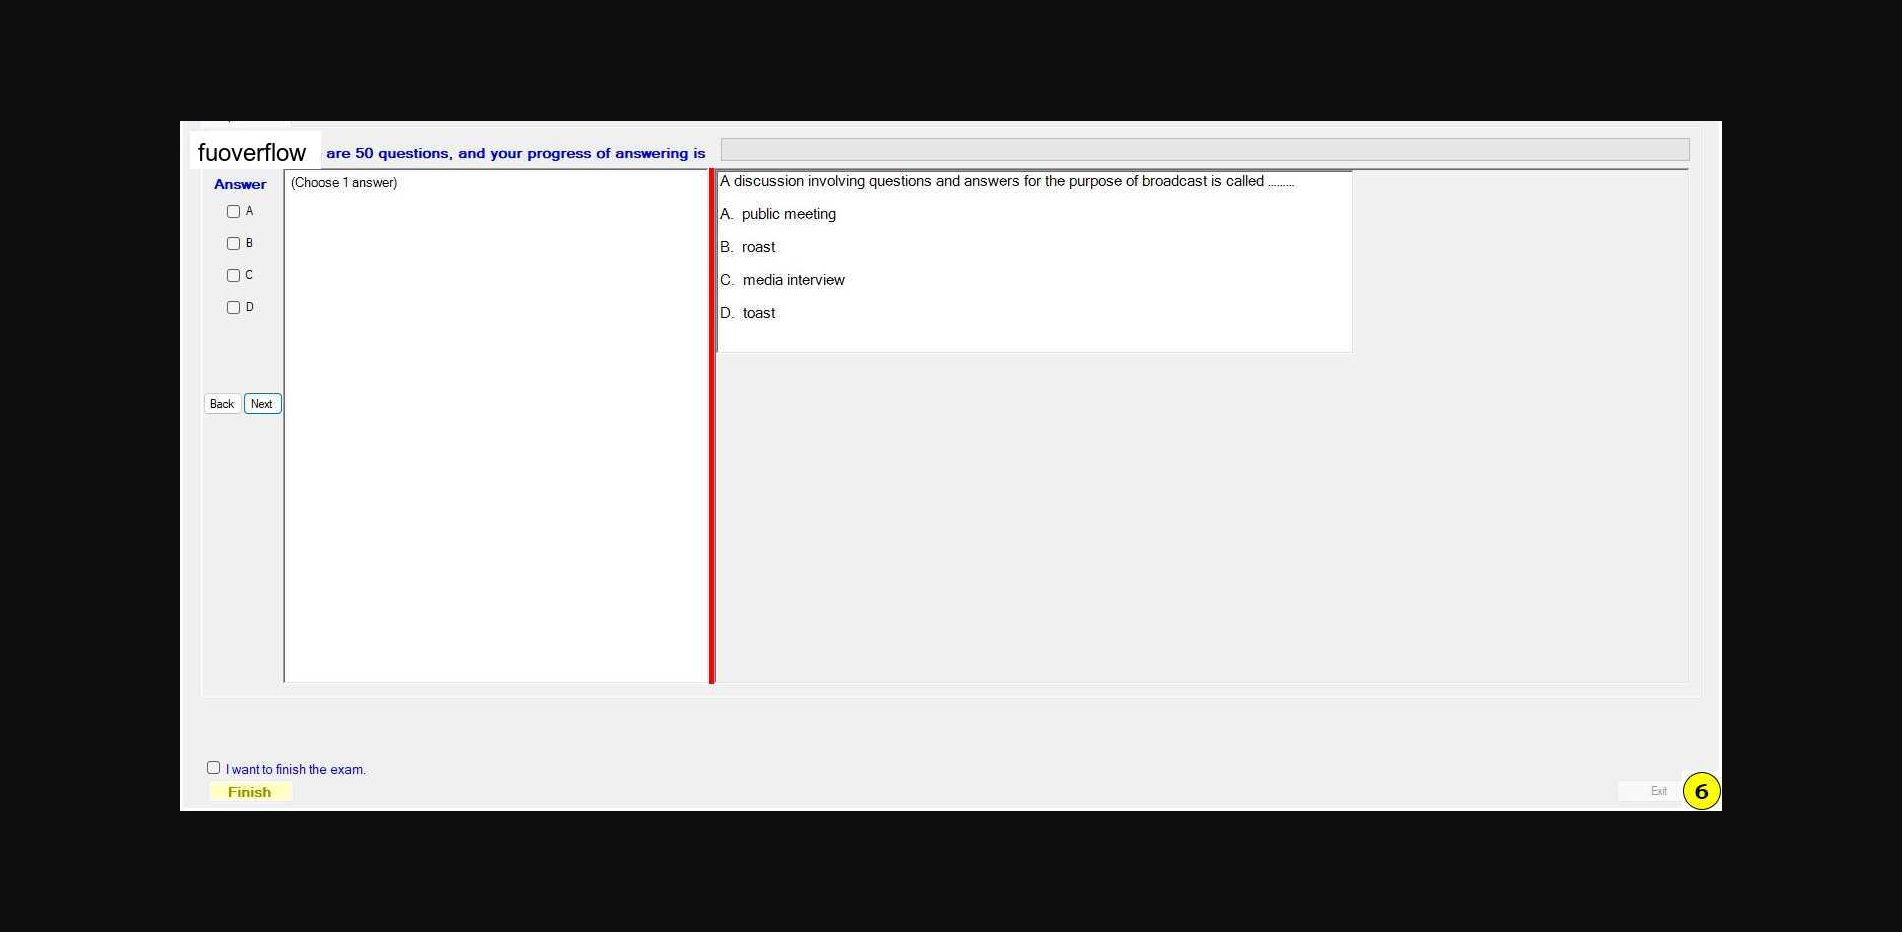 fuoverflow are 50 questions, and your progress of answering is
Answer
A
B
C
D
Back Next
(Choose 1 answer)
A discussion involving questions and answers for the purpose of broadcast is called .........
A. public meeting
B. roast
C. media interview
D. toast
I want to finish the exam.
Finish
Exit
6